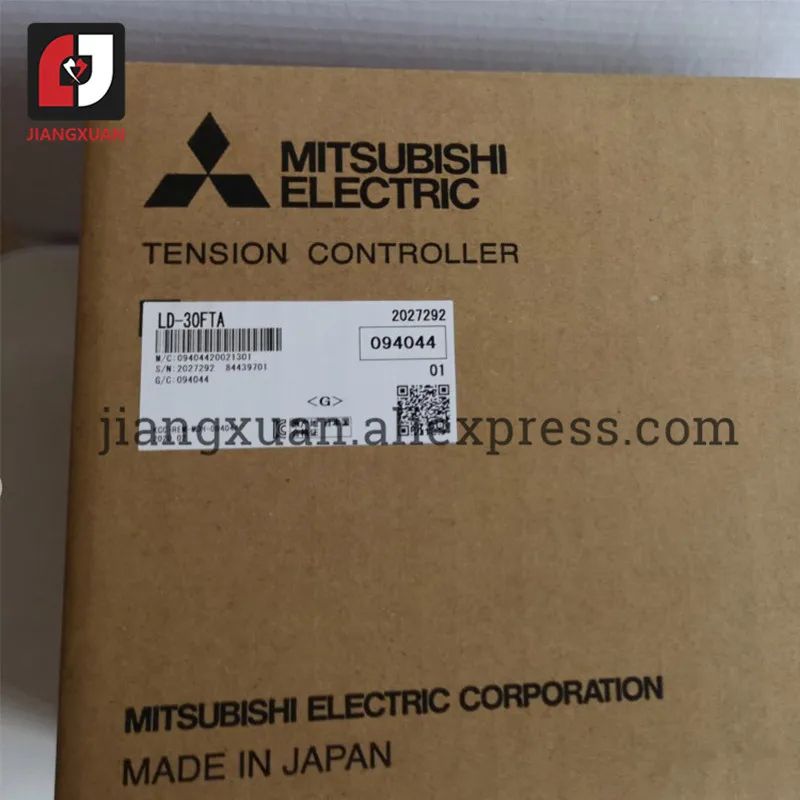 JIANGXUAN
MITSUBISHI
ELECTRIC
TENSION CONTROLLER
LD-30FTA
2027292
M/C:09404420021301
094044
S/N:2027292 84439701
G/C:094044
01
<G>
jiangxuan.aliexpress.com
MITSUBISHI ELECTRIC CORPORATION
MADE IN JAPAN